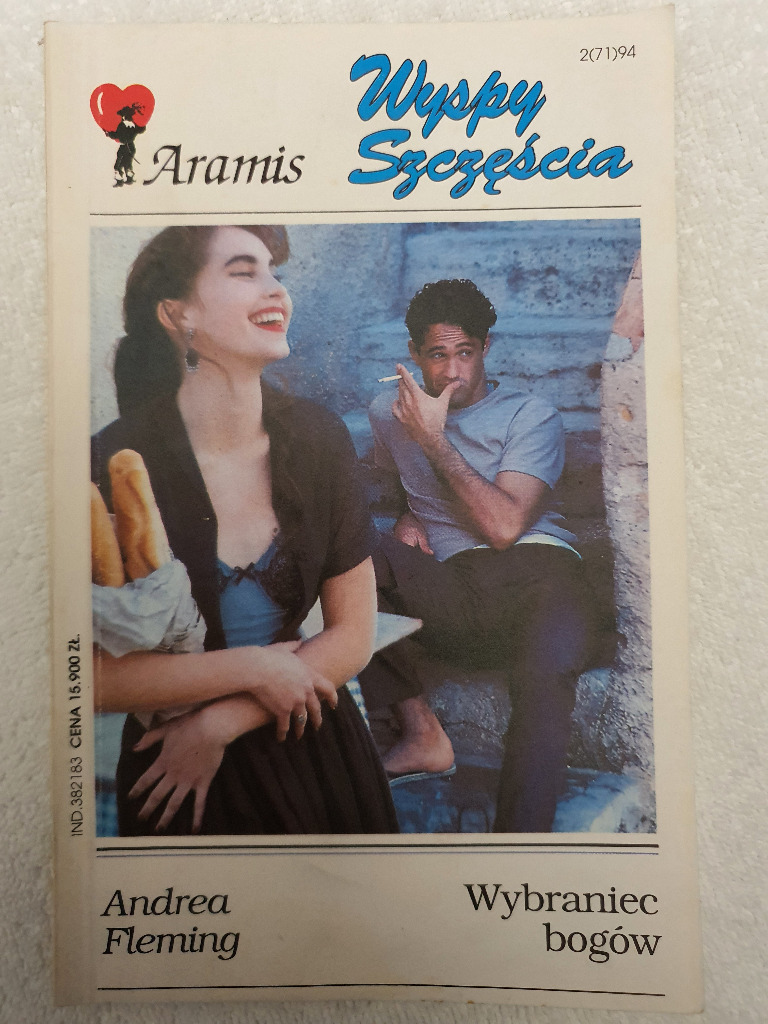 2(71)94
Aramis
Wyspy
Szczęścia
IND.382183 CENA 15.900 ZŁ.
Andrea
Fleming
Wybraniec
bogów